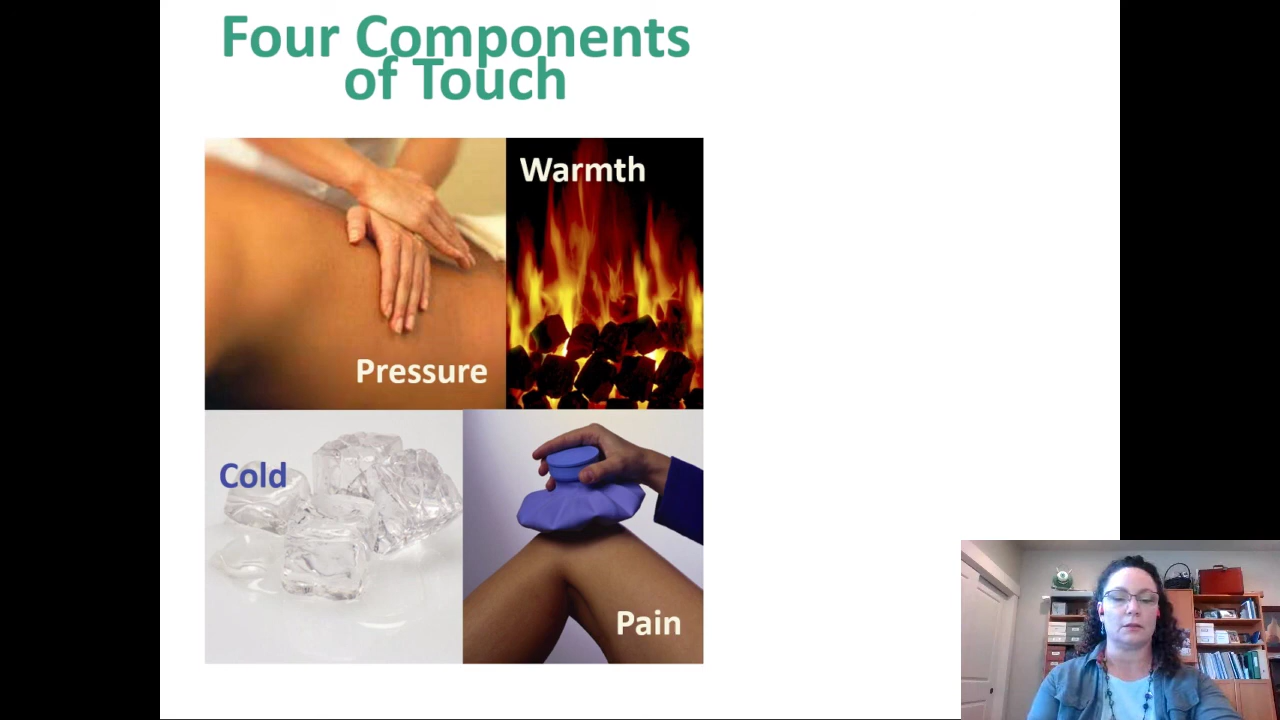 Four Components
of Touch
Warmth
Pressure
Cold
Pain